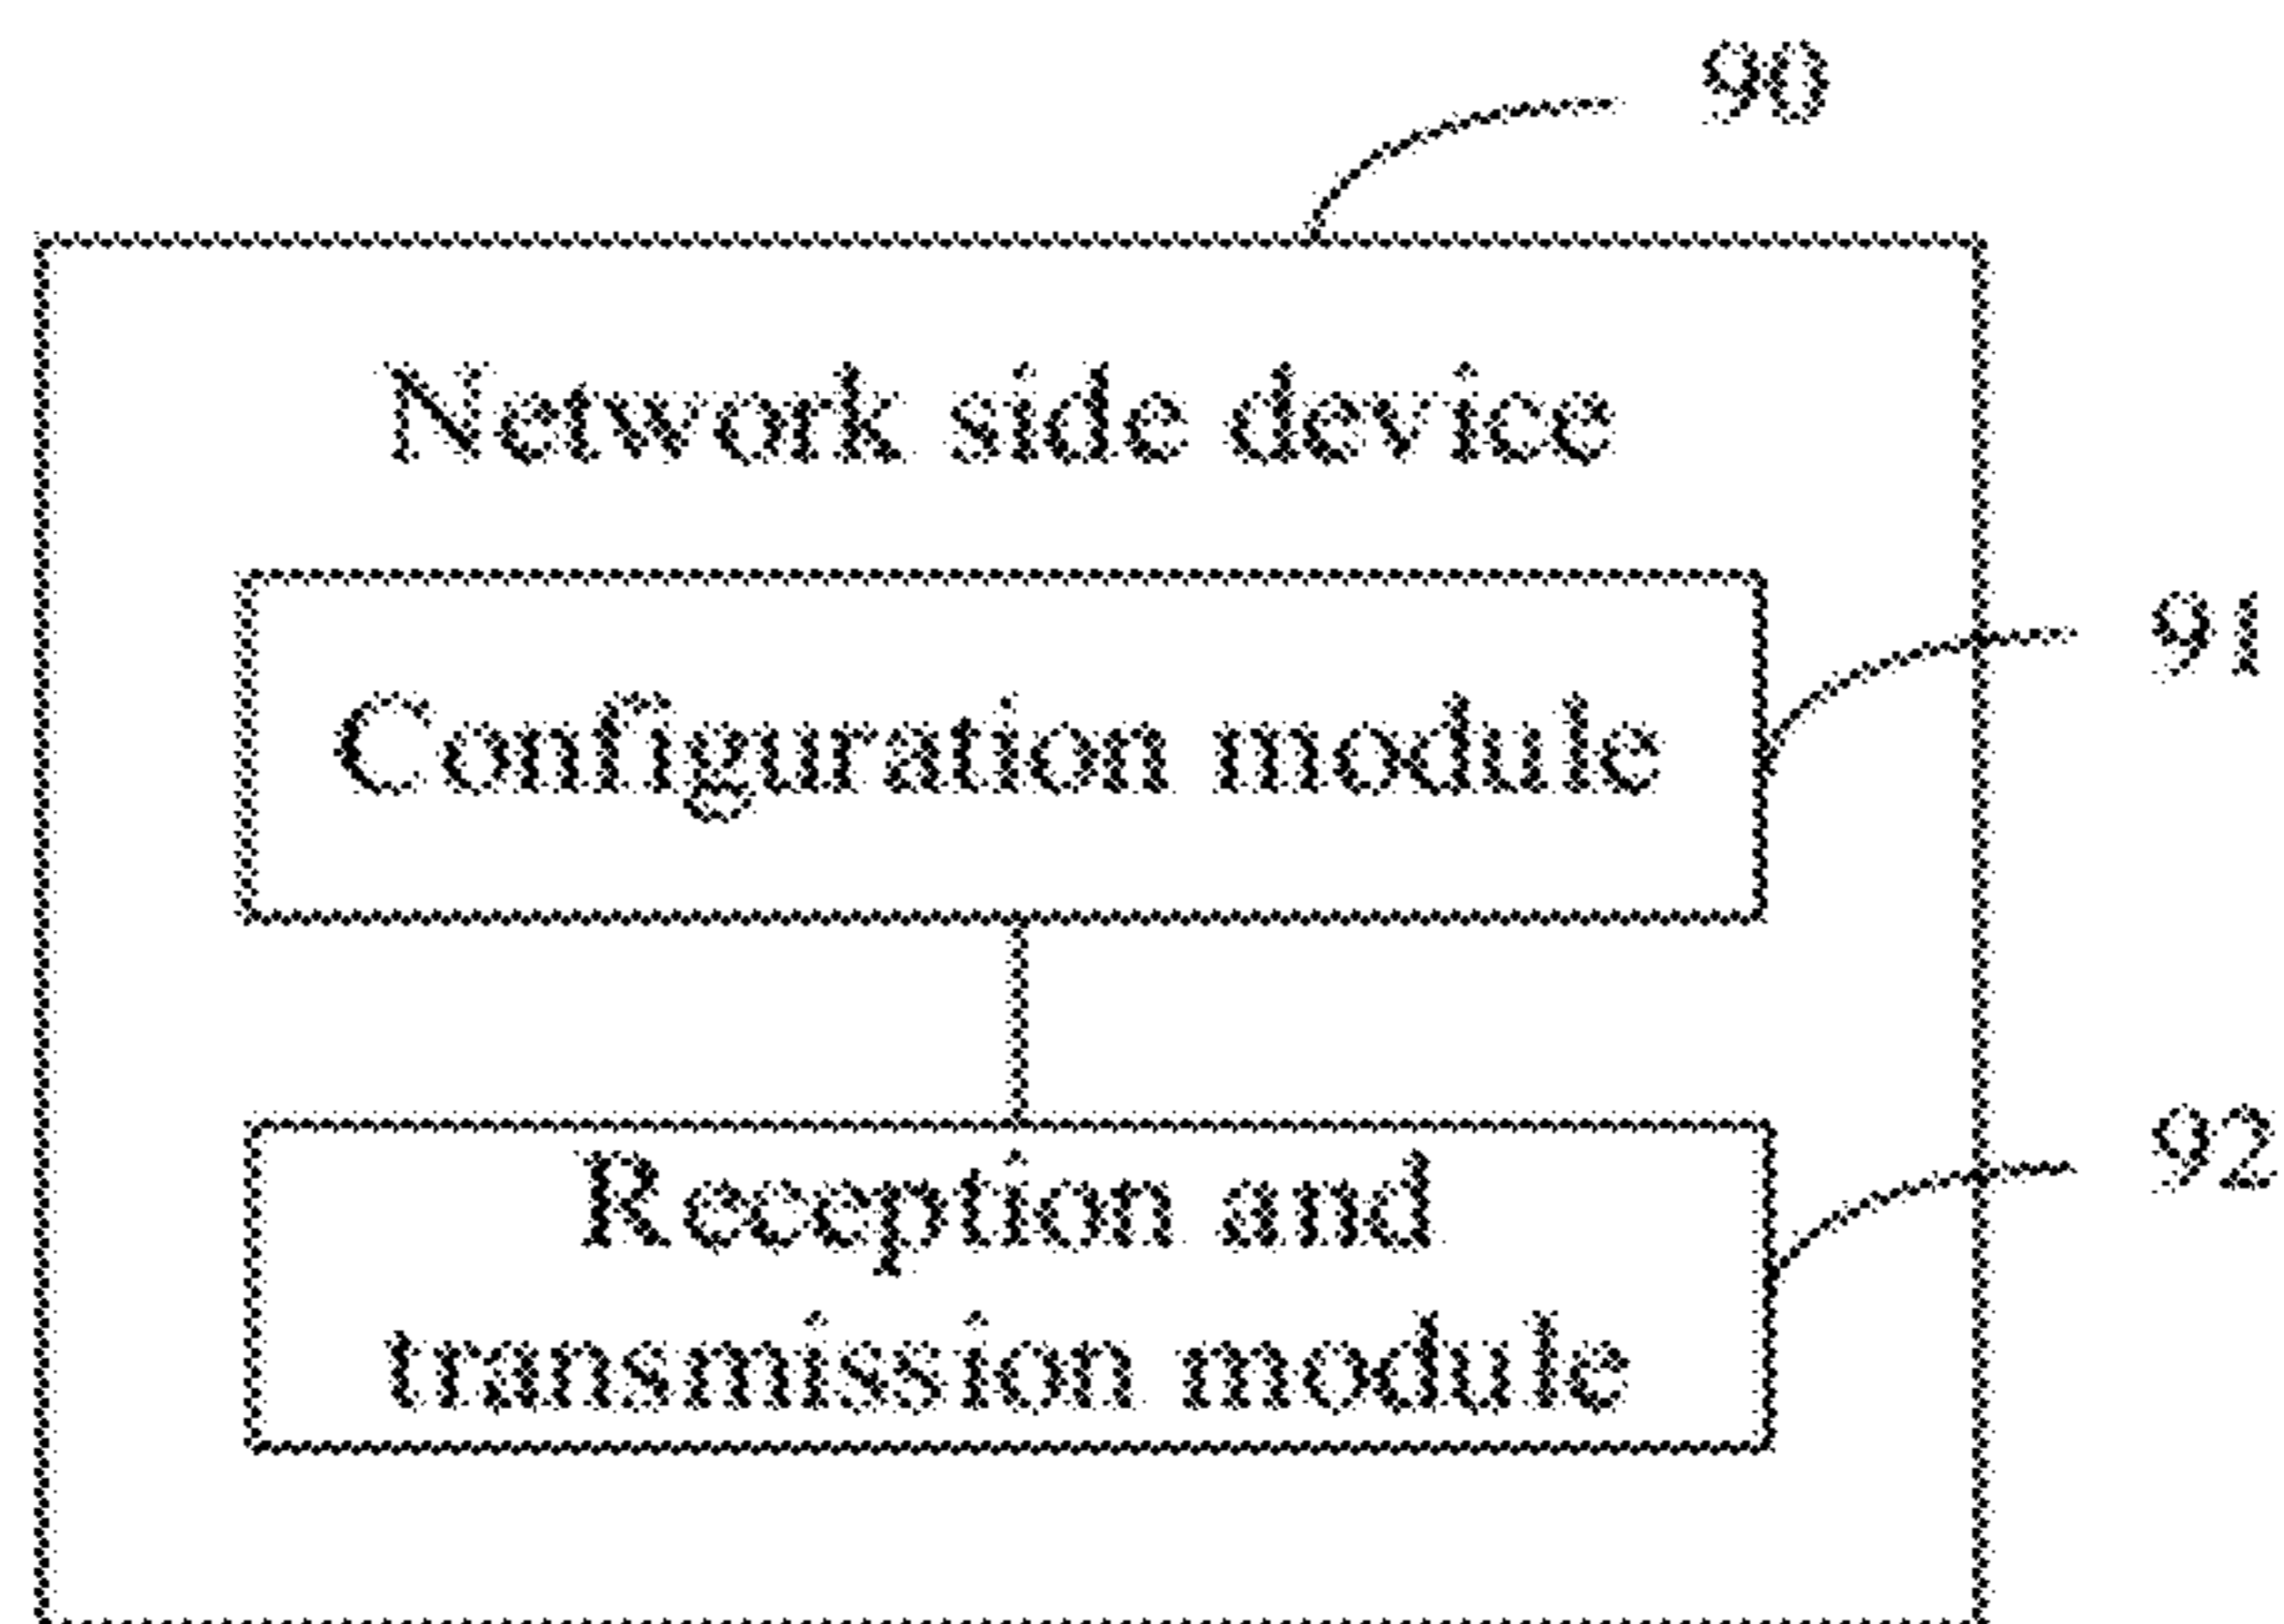 90
Network side device
91
Configuration module
92
Reception and
transmission module